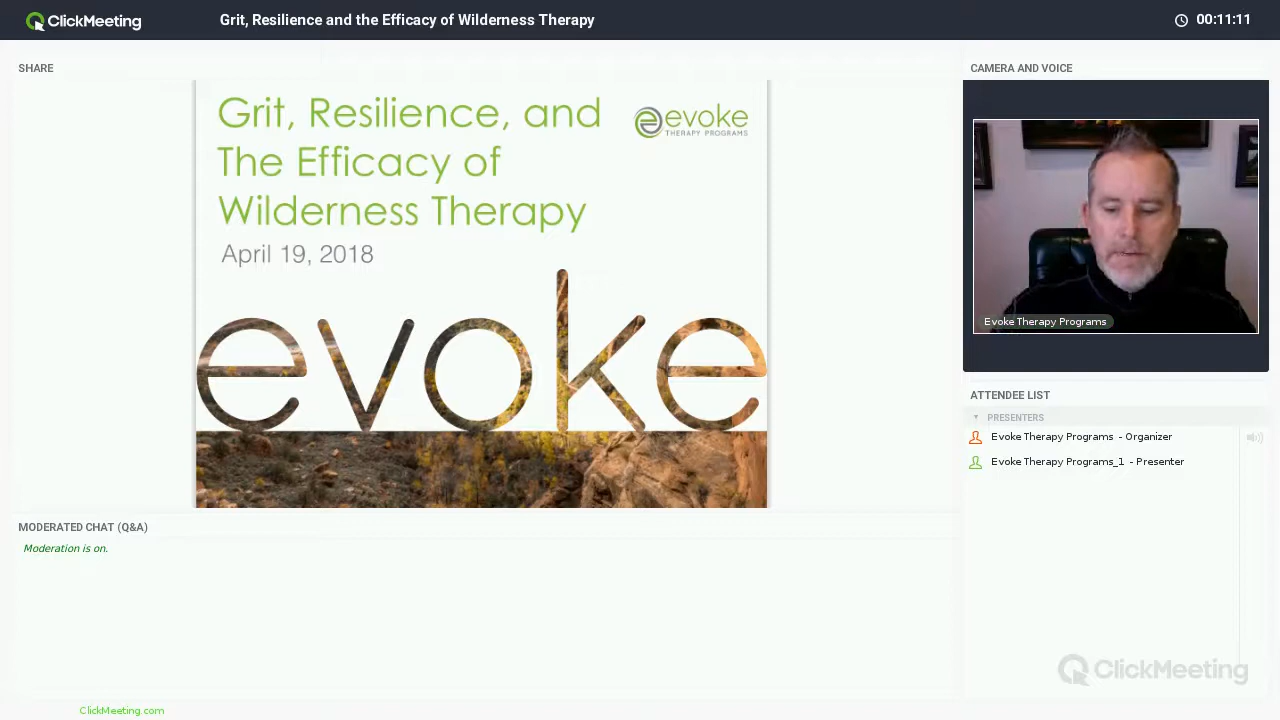 ClickMeeting
Grit, Resilience and the Efficacy of Wilderness Therapy
00:11:11
SHARE
Grit, Resilience, and
The Efficacy of
Wilderness Therapy
April 19, 2018
evoke
THERAPY PROGRAMS
evoke
CAMERA AND VOICE
Evoke Therapy Programs
ATTENDEE LIST
PRESENTERS
Evoke Therapy Programs - Organizer
Evoke Therapy Programs_1 - Presenter
MODERATED CHAT (Q&A)
Moderation is on.
ClickMeeting
ClickMeeting.com